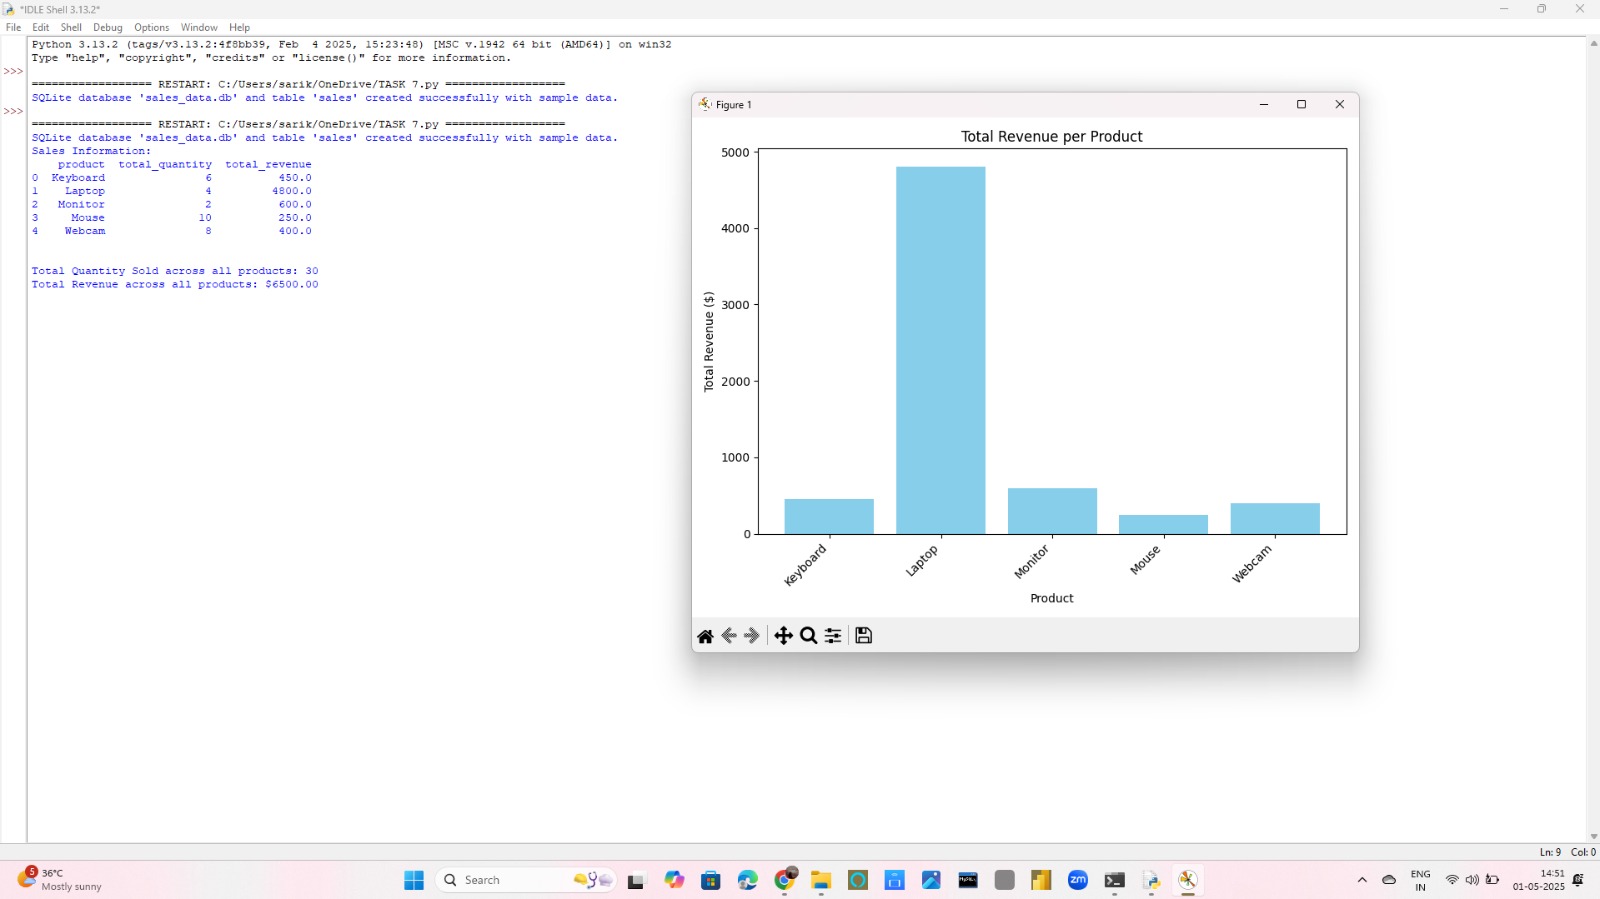 *IDLE Shell 3.13.2*
File Edit Shell Debug Options Window Help
Python 3.13.2 (tags/v3.13.2:4f8bb39, Feb  4 2025, 15:23:48) [MSC v.1942 64 bit (AMD64)] on win32
Type "help", "copyright", "credits" or "license()" for more information.
>>>
================== RESTART: C:/Users/sarik/OneDrive/TASK 7.py ==================
SQLite database 'sales_data.db' and table 'sales' created successfully with sample data.
>>>
================== RESTART: C:/Users/sarik/OneDrive/TASK 7.py ==================
SQLite database 'sales_data.db' and table 'sales' created successfully with sample data.
Sales Information:
product total_quantity total_revenue
0 Keyboard 6 450.0
1 Laptop 4 4800.0
2 Monitor 2 600.0
3 Mouse 10 250.0
4 Webcam 8 400.0
Total Quantity Sold across all products: 30
Total Revenue across all products: $6500.00
Figure 1
Total Revenue per Product
Total Revenue ($)
5000
4000
3000
2000
1000
0
Keyboard
Laptop
Monitor
Mouse
Webcam
Product
Ln: 9 Col: 0
5
36°C
Mostly sunny
Search
zm
ENG
IN
14:51
01-05-2025